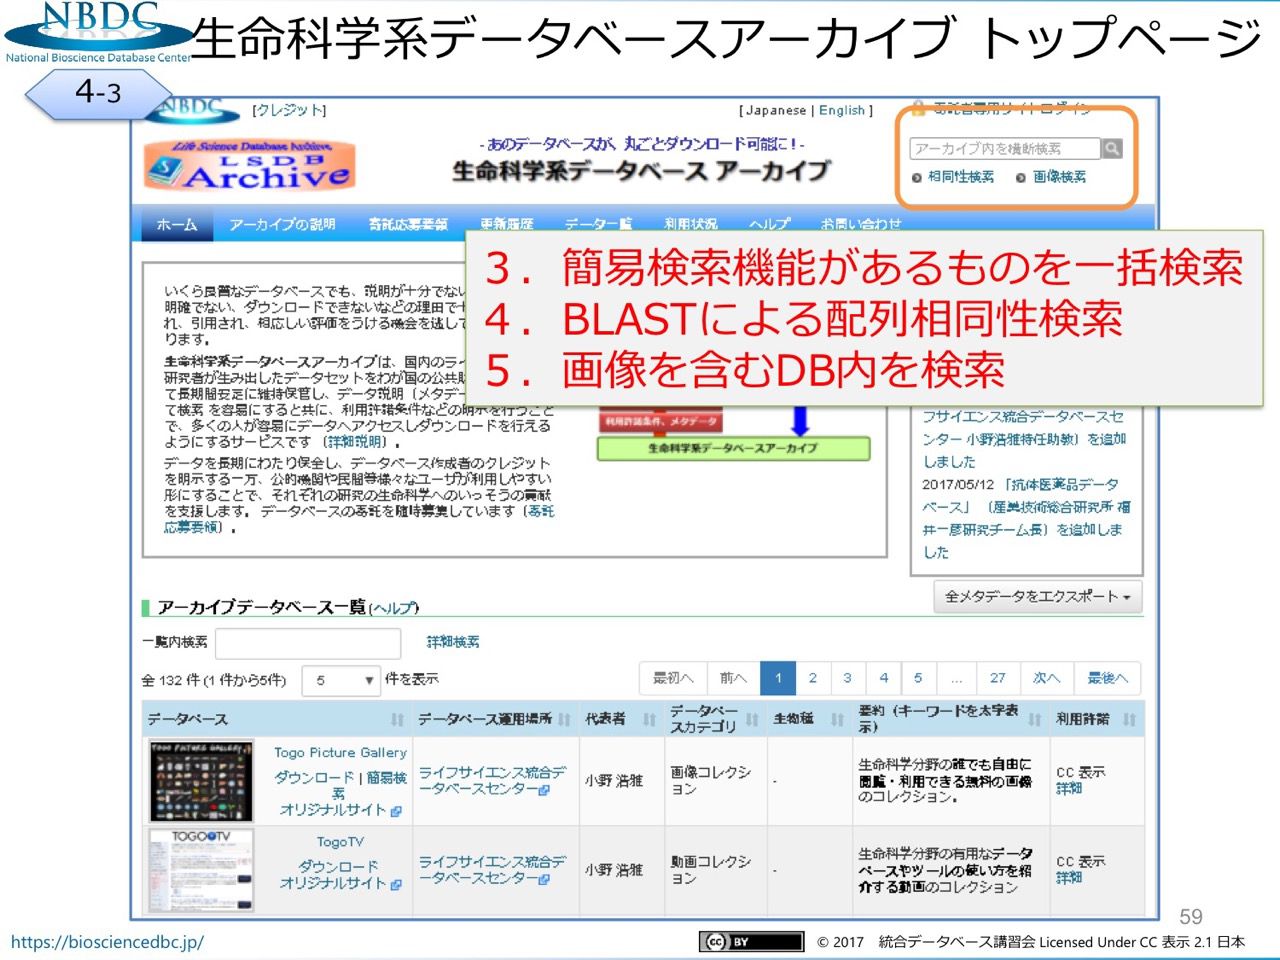 NBDC
National Bioscience Database Center
生命科学系データベースアーカイブ トップページ
4-3
NBDC
[クレジット]
[ Japanese | English ]
Life Science Database Archive
LSDB
Archive
-あのデータベースが、丸ごとダウンロード可能に！-
生命科学系データベース アーカイブ
アーカイブ内を横断検索
相同性検索
画像検索
ホーム アーカイブの説明 寄託応募要領 更新履歴 データ一覧 利用状況 ヘルプ お問い合わせ
３． 簡易検索機能があるものを一括検索
４． BLASTによる配列相同性検索
５． 画像を含むDB内を検索
いくら良質なデータベースでも、説明が十分でない
明確でない、ダウンロードできないなどの理由で
れ、引用され、相応しい評価をうける機会を逃して
ります。
生命科学系データベースアーカイブは、国内のラ
研究者が生み出したデータセットをわが国の公共
て長期間安定に維持保管し、データ説明（メタデー
て検索 を容易にすると共に、利用許諾条件などの明示を行うこと
で、多くの人が容易にデータへアクセスしダウンロードを行える
ようにするサービスです（詳細説明）.
データを長期にわたり保全し、データベース作成者のクレジット
を明示する一方、公的機関や民間等様々なユーザが利用しやすい
形にすることで、それぞれの研究の生命科学へのいっそうの貢献
を支援します。 データベースの寄託を随時募集しています（寄託
応募要領）.
利用許諾条件、メタデータ
生命科学系データベースアーカイブ
フサイエンス統合データベースセ
ンター 小野浩雅特任助教）を追加
しました
2017/05/12 「抗体医薬品データ
ベース」 （産業技術総合研究所 福
井一彦研究チーム長）を追加しま
した
アーカイブデータベース一覧(ヘルプ)
全メタデータをエクスポート
一覧内検索
詳細検索
全 132 件 (1 件から5件) 5 件を表示
最初へ 前へ 1 2 3 4 5 ... 27 次へ 最後へ
データベース
データベース運用場所
代表者
データベー
スカテゴリ
生物種
要約（キーワードを太字表
示）
利用許諾
TOGO PICTURE GALLERY
Togo Picture Gallery
ダウンロード | 簡易検
索
オリジナルサイト
ライフサイエンス統合デ
ータベースセンター
小野 浩雅
画像コレクシ
ョン
-
生命科学分野の誰でも自由に
閲覧・利用できる無料の画像
のコレクション。
CC 表示
詳細
TOGO TV
TogoTV
ダウンロード
オリジナルサイト
ライフサイエンス統合デ
ータベースセンター
小野 浩雅
動画コレクシ
ョン
-
生命科学分野の有用なデータ
ベースやツールの使い方を紹
介する動画のコレクション
CC 表示
詳細
59
https://biosciencedbc.jp/
cc BY
© 2017 統合データベース講習会 Licensed Under CC 表示 2.1 日本